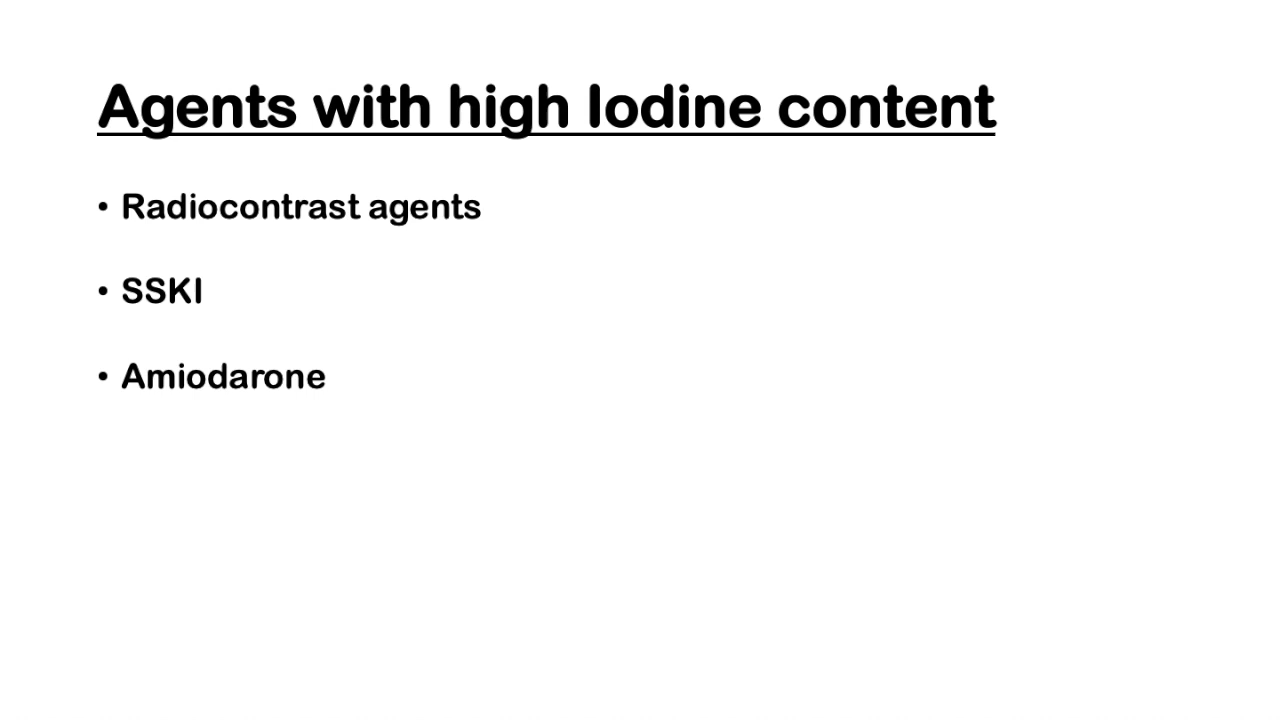 Agents with high Iodine content
• Radiocontrast agents
• SSKI
• Amiodarone